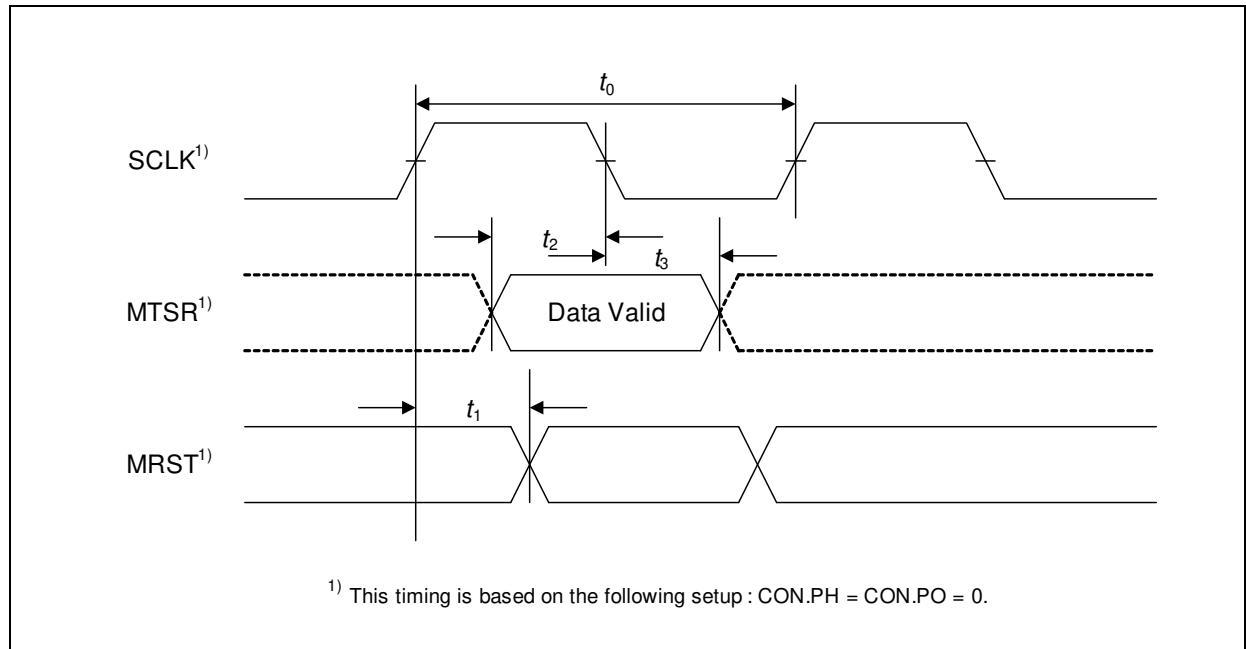 t0
SCLK1)
t2
t3
MTSR1)
Data Valid
t1
MRST1)
1) This timing is based on the following setup : CON.PH = CON.PO = 0.